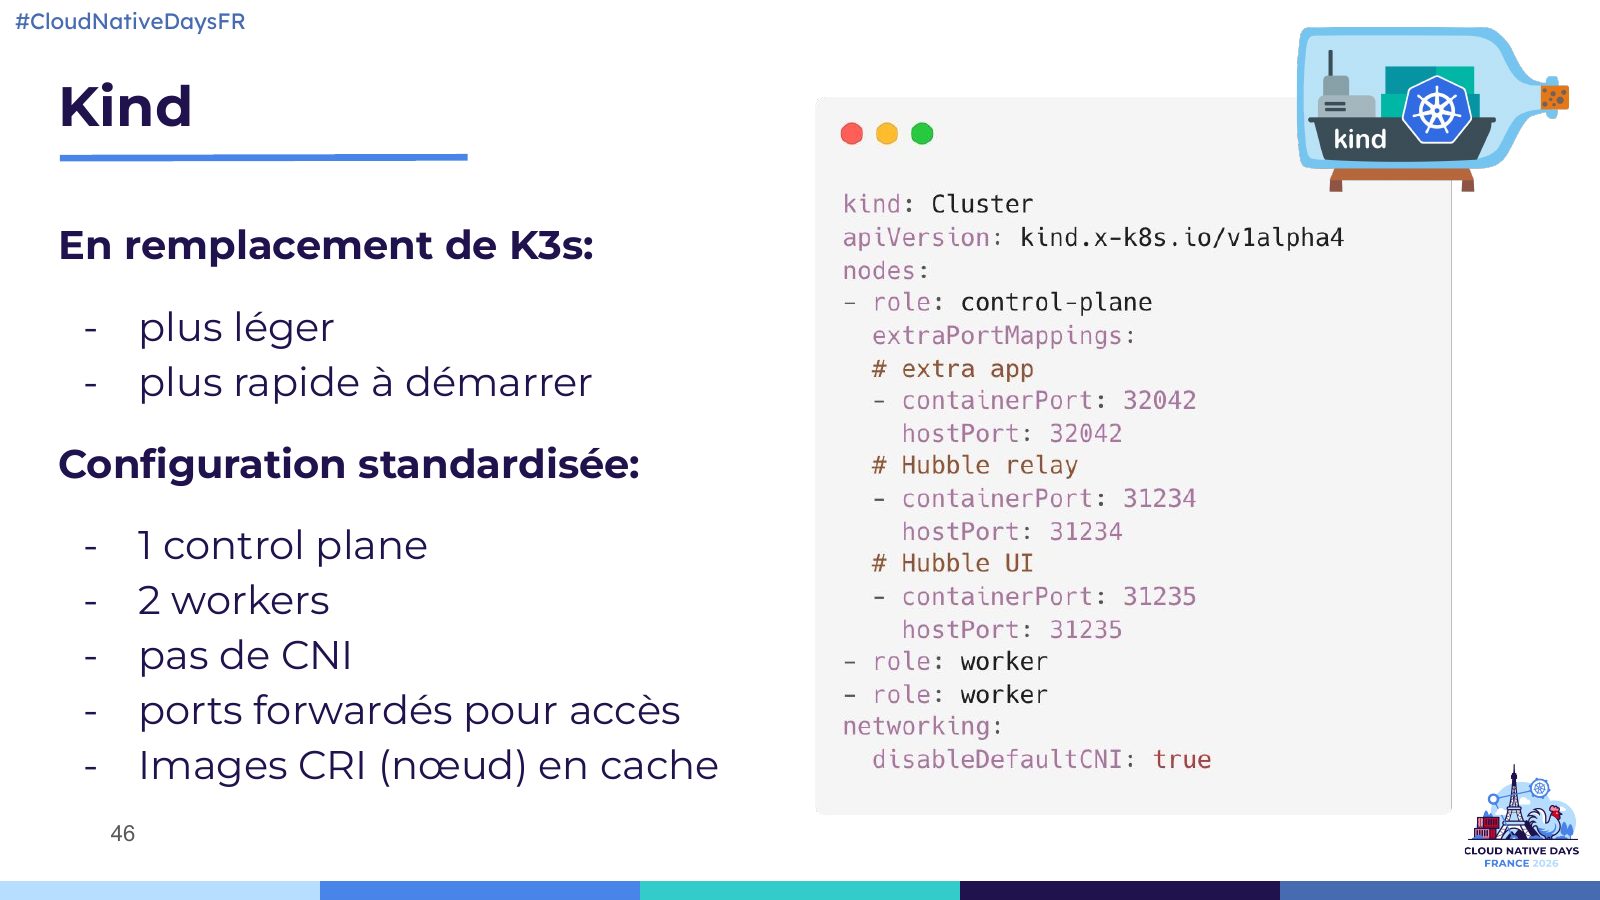 #CloudNativeDaysFR
Kind
En remplacement de K3s:
- plus léger
- plus rapide à démarrer
Configuration standardisée:
- 1 control plane
- 2 workers
- pas de CNI
- ports forwardés pour accès
- Images CRI (nœud) en cache
46
kind
kind: Cluster
apiVersion: kind.x-k8s.io/v1alpha4
nodes:
- role: control-plane
  extraPortMappings:
  # extra app
  - containerPort: 32042
    hostPort: 32042
  # Hubble relay
  - containerPort: 31234
    hostPort: 31234
  # Hubble UI
  - containerPort: 31235
    hostPort: 31235
- role: worker
- role: worker
networking:
  disableDefaultCNI: true
CLOUD NATIVE DAYS
FRANCE 2026